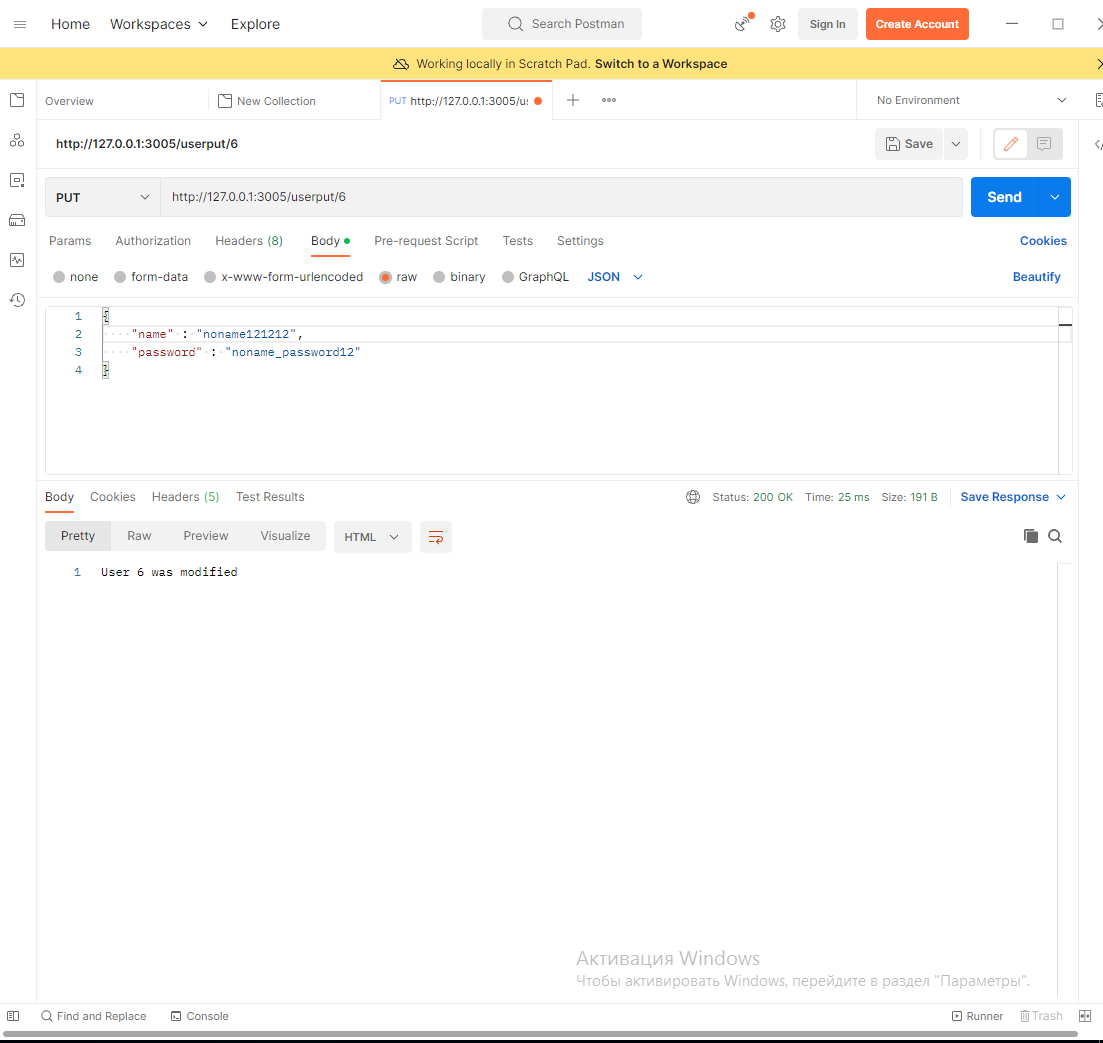 Home Workspaces Explore Search Postman Sign In Create Account
Working locally in Scratch Pad. Switch to a Workspace
Overview New Collection PUT http://127.0.0.1:3005/u: No Environment
http://127.0.0.1:3005/userput/6 Save
PUT http://127.0.0.1:3005/userput/6 Send
Params Authorization Headers (8) Body Pre-request Script Tests Settings Cookies
none form-data x-www-form-urlencoded raw binary GraphQL JSON Beautify
1 {
2 "name" : "noname121212",
3 "password" : "noname_password12"
4 }
Body Cookies Headers (5) Test Results Status: 200 OK Time: 25 ms Size: 191 B Save Response
Pretty Raw Preview Visualize HTML
1 User 6 was modified
Активация Windows
Чтобы активировать Windows, перейдите в раздел "Параметры".
Find and Replace Console Runner Trash